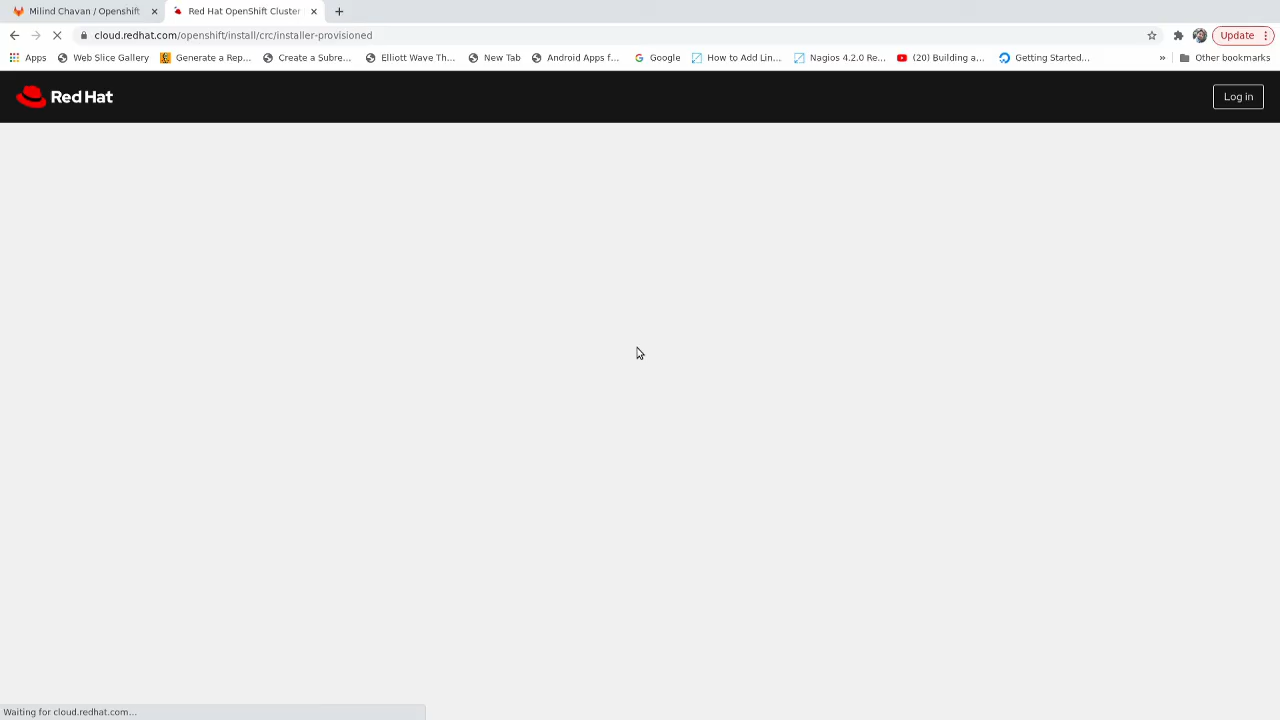 Milind Chavan / Openshift
Red Hat OpenShift Cluster
cloud.redhat.com/openshift/install/crc/installer-provisioned
Update
Apps
Web Slice Gallery
Generate a Rep...
Create a Subre...
Elliott Wave Th...
New Tab
Android Apps f...
Google
How to Add Lin...
Nagios 4.2.0 Re...
(20) Building a...
Getting Started...
»
Other bookmarks
Red Hat
Log in
Waiting for cloud.redhat.com...